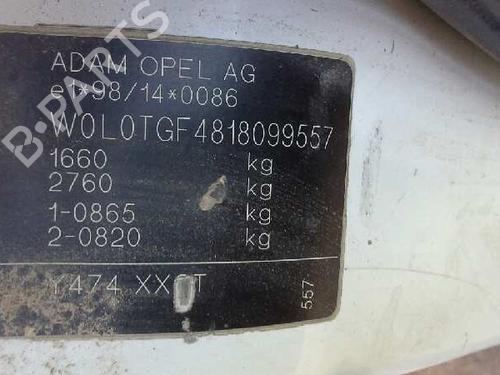 ADAM OPEL AG
e1*98/14*0086
W0L0TGF4818099557
1660 kg
2760 kg
1-0865 kg
2-0820 kg
Y474
557
B-PARTS